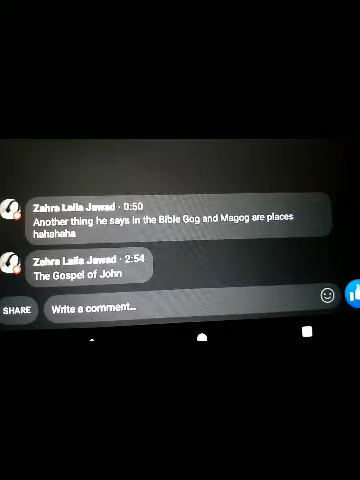 Zahra Laila Jawad · 0:50
Another thing he says in the Bible Gog and Magog are places
hahahaha
Zahra Laila Jawad · 2:54
The Gospel of John
SHARE
Write a comment...